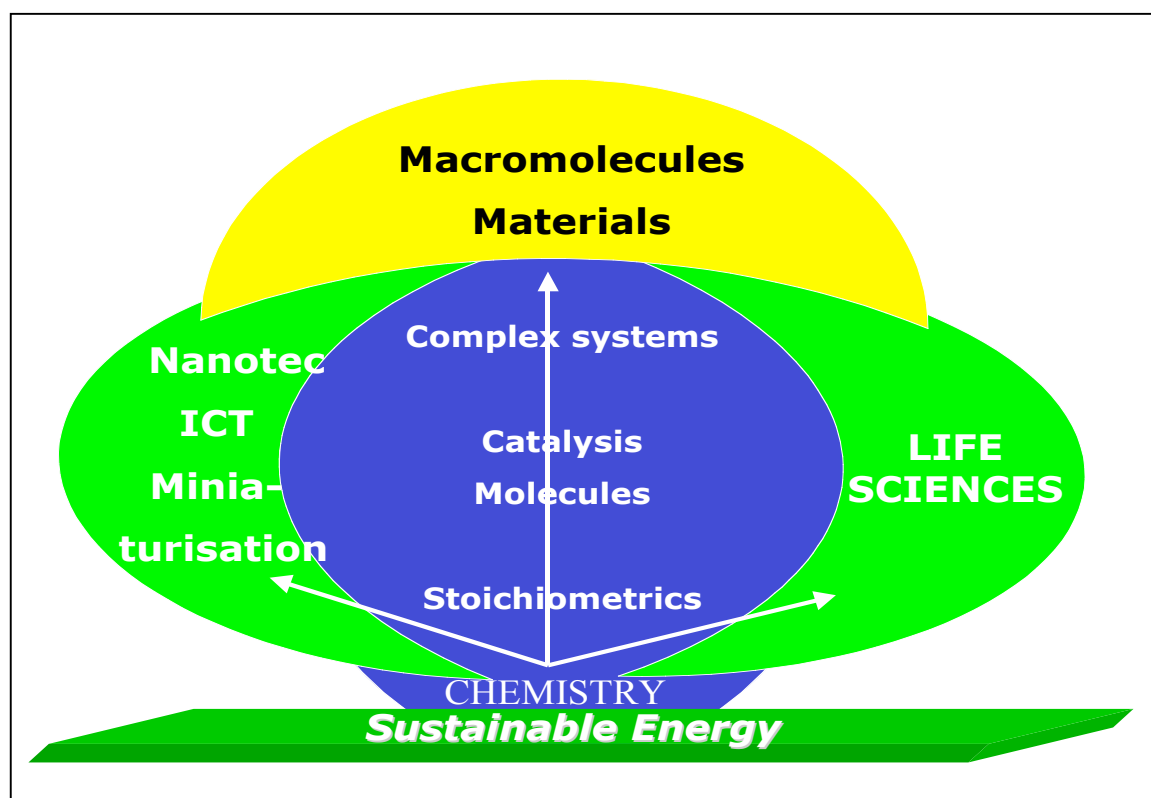 Macromolecules
Materials
Complex systems
Nanotec
ICT
Minia-
turisation
Catalysis
Molecules
LIFE
SCIENCES
Stoichiometrics
CHEMISTRY
Sustainable Energy